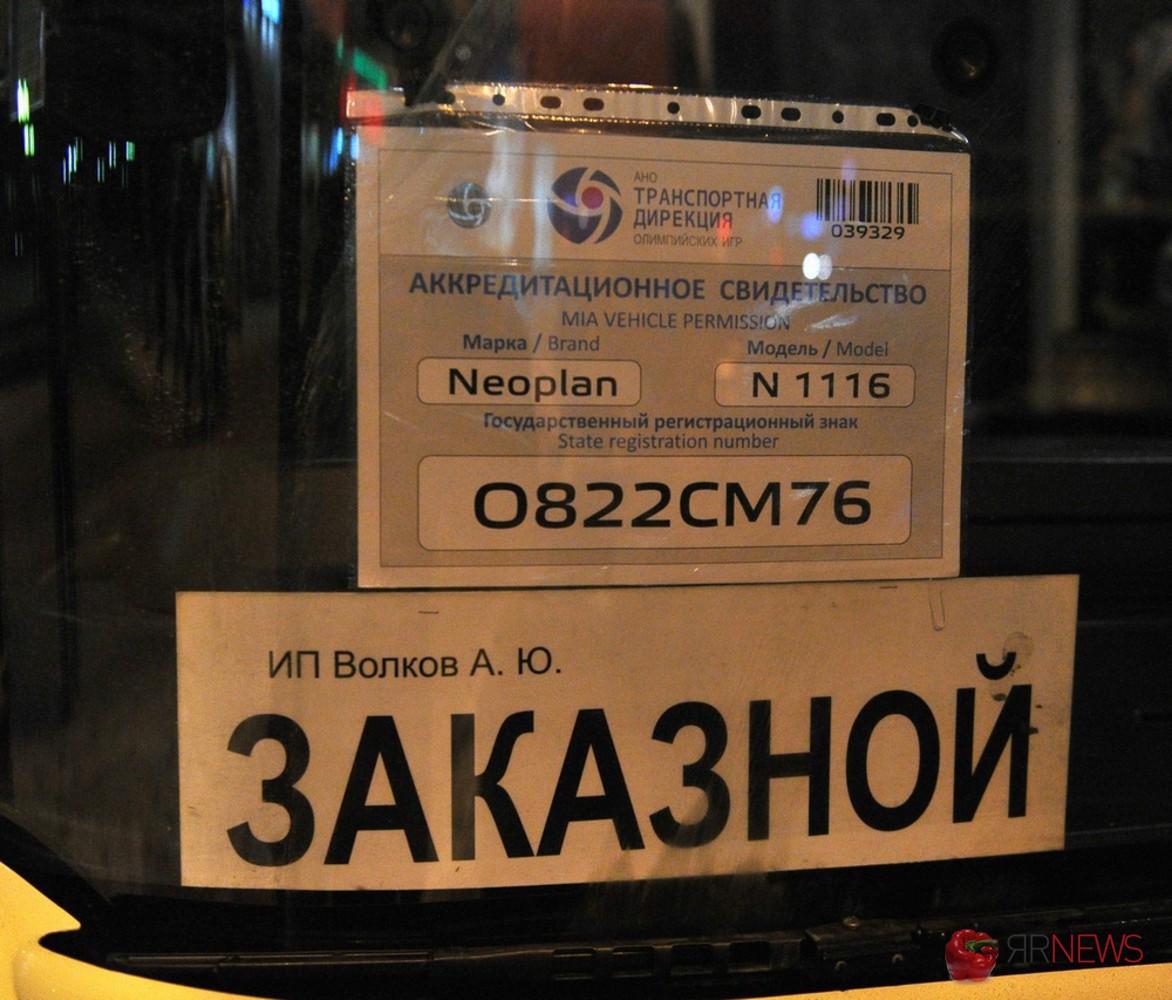 АНО
ТРАНСПОРТНАЯ
ДИРЕКЦИЯ
ОЛИМПИЙСКИХ ИГР
039329
АККРЕДИТАЦИОННОЕ СВИДЕТЕЛЬСТВО
MIA VEHICLE PERMISSION
Марка / Brand
Модель / Model
Neoplan
N 1116
Государственный регистрационный знак
State registration number
О822СМ76
ИП Волков А. Ю.
ЗАКАЗНОЙ
ЯRNEWS